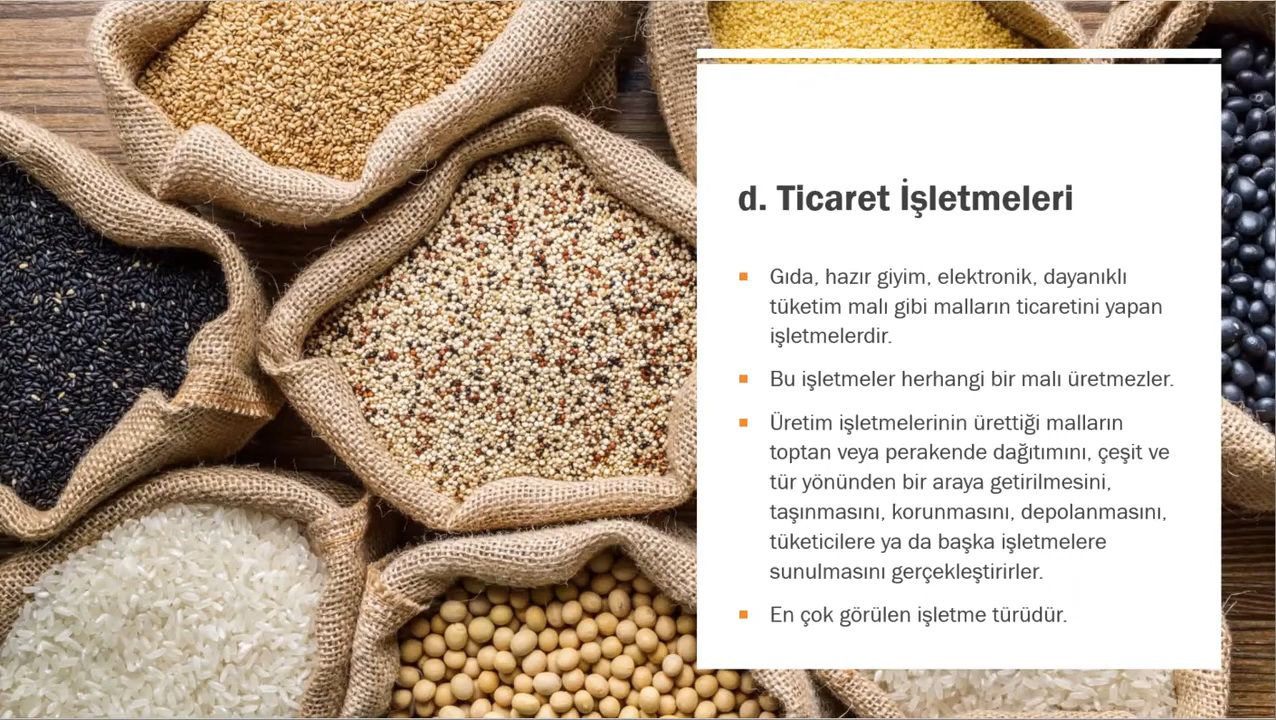 d. Ticaret İşletmeleri
Gıda, hazır giyim, elektronik, dayanıklı
tüketim malı gibi malların ticaretini yapan
işletmelerdir.
Bu işletmeler herhangi bir malı üretmezler.
Üretim işletmelerinin ürettiği malların
toptan veya perakende dağıtımını, çeşit ve
tür yönünden bir araya getirilmesini,
taşınmasını, korunmasını, depolanmasını,
tüketicilere ya da başka işletmelere
sunulmasını gerçekleştirirler.
En çok görülen işletme türüdür.